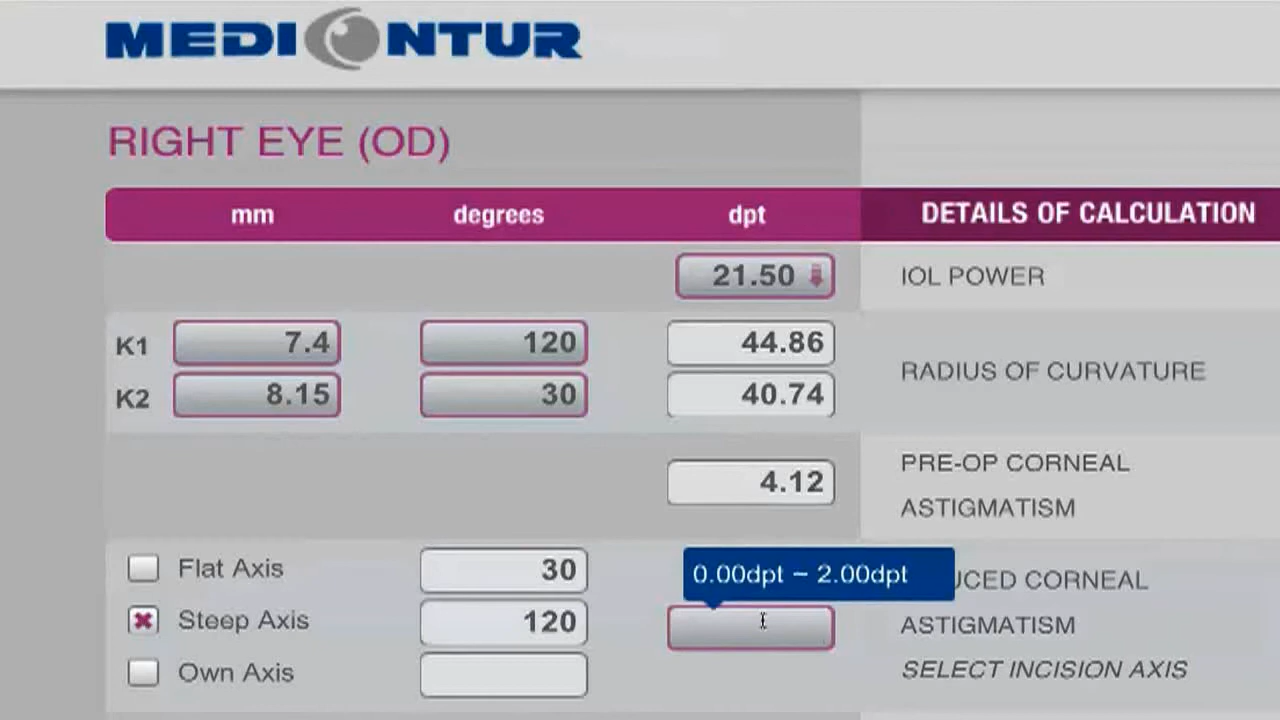 MEDICONTUR
RIGHT EYE (OD)
mm degrees dpt DETAILS OF CALCULATION
21.50 IOL POWER
K1 7.4 120 44.86
RADIUS OF CURVATURE
K2 8.15 30 40.74
PRE-OP CORNEAL
4.12
ASTIGMATISM
Flat Axis 30 0.00dpt – 2.00dpt CORNEAL
Steep Axis 120 ASTIGMATISM
Own Axis SELECT INCISION AXIS